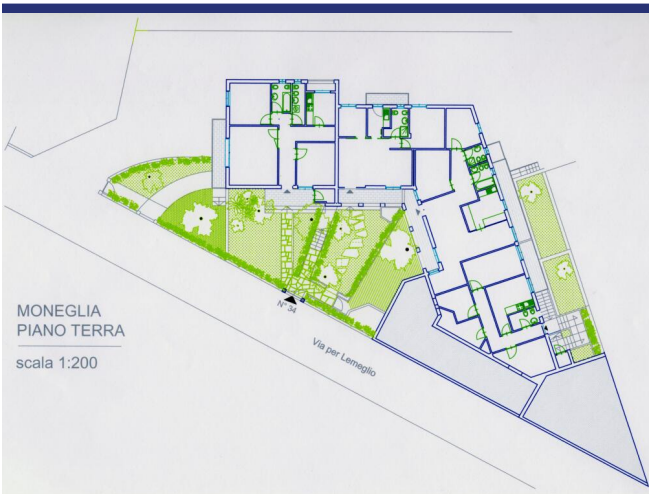 MONEGLIA
PIANO TERRA
scala 1:200
N° 34
Via per Lemeglio